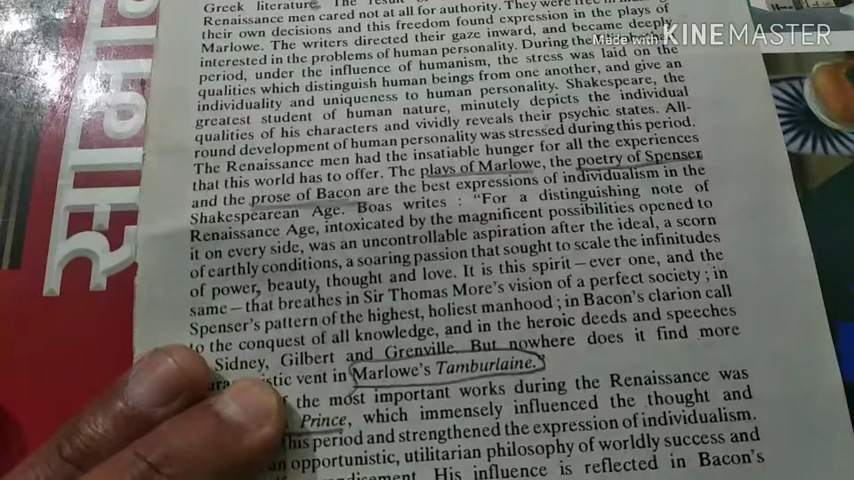 Greek literature. The result of
Renaissance men cared not at all for authority. They were free in
their own decisions and this freedom found expression in the plays of
Marlowe. The writers directed their gaze inward, and became deeply
interested in the problems of human personality. During the
Made with KINEMASTER
period, under the influence of humanism, the stress was laid on the
qualities which distinguish human beings from one another, and give an
individuality and uniqueness to human personality. Shakespeare, the
greatest student of human nature, minutely depicts the individual
qualities of his characters and vividly reveals their psychic states. All-
round development of human personality was stressed during this period.
The Renaissance men had the insatiable hunger for all the experiences
that this world has to offer. The plays of Marlowe, the poetry of Spenser
and the prose of Bacon are the best expressions of individualism in the
Shakespearean Age. Boas writes : "For a distinguishing note of
Renaissance Age, intoxicated by the magnificent possibilities opened to
it on every side, was an uncontrollable aspiration after the ideal, a scorn
of earthly conditions, a soaring passion that sought to scale the infinitudes
of power, beauty, thought and love. It is this spirit—ever one, and the
same—that breathes in Sir Thomas More's vision of a perfect society ; in
Spenser's pattern of the highest, holiest manhood ; in Bacon's clarion call
to the conquest of all knowledge, and in the heroic deeds and speeches
Sidney, Gilbert and Grenville. But nowhere does it find more
vent in Marlowe's Tamburlaine."
the most important works during the Renaissance was
Prince, which immensely influenced the thought and
this period and strengthened the expression of individualism.
an opportunistic, utilitarian philosophy of worldly success and
His influence is reflected in Bacon's